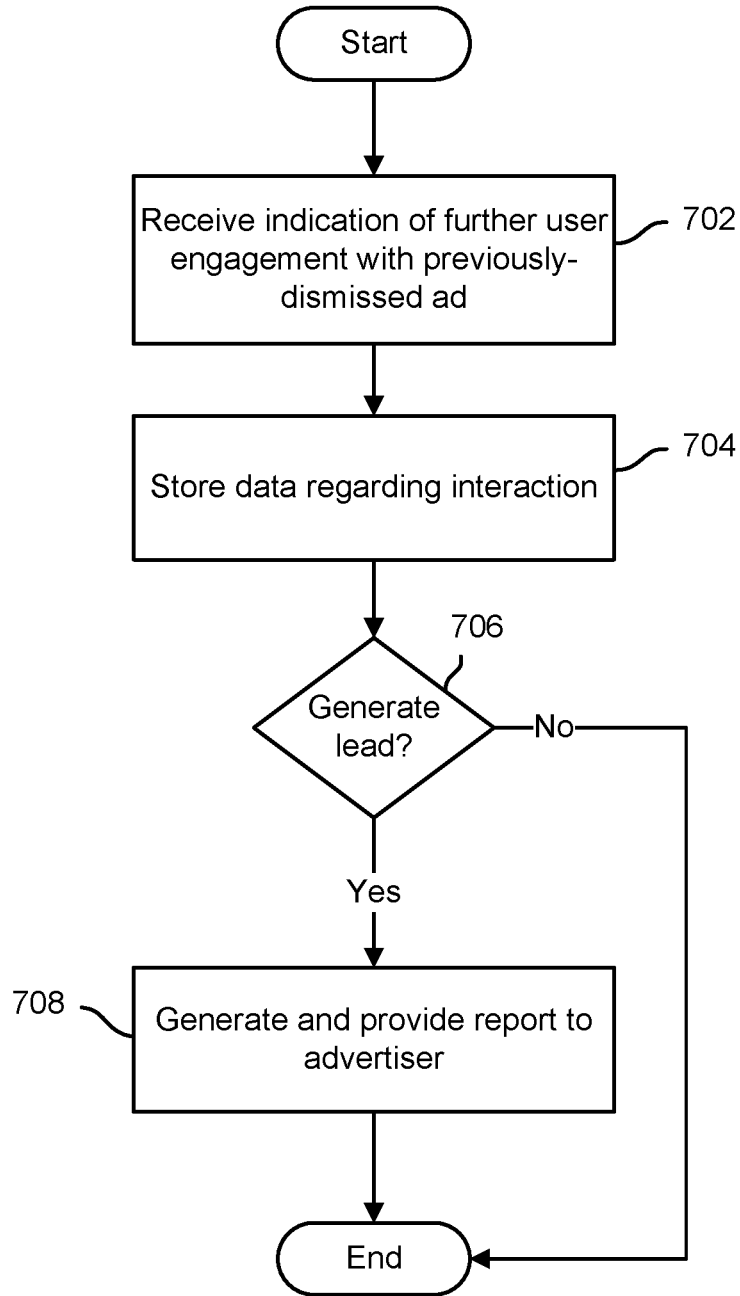 Start
Receive indication of further user
engagement with previously-
dismissed ad
702
Store data regarding interaction
704
706
Generate
lead?
No
Yes
708
Generate and provide report to
advertiser
End